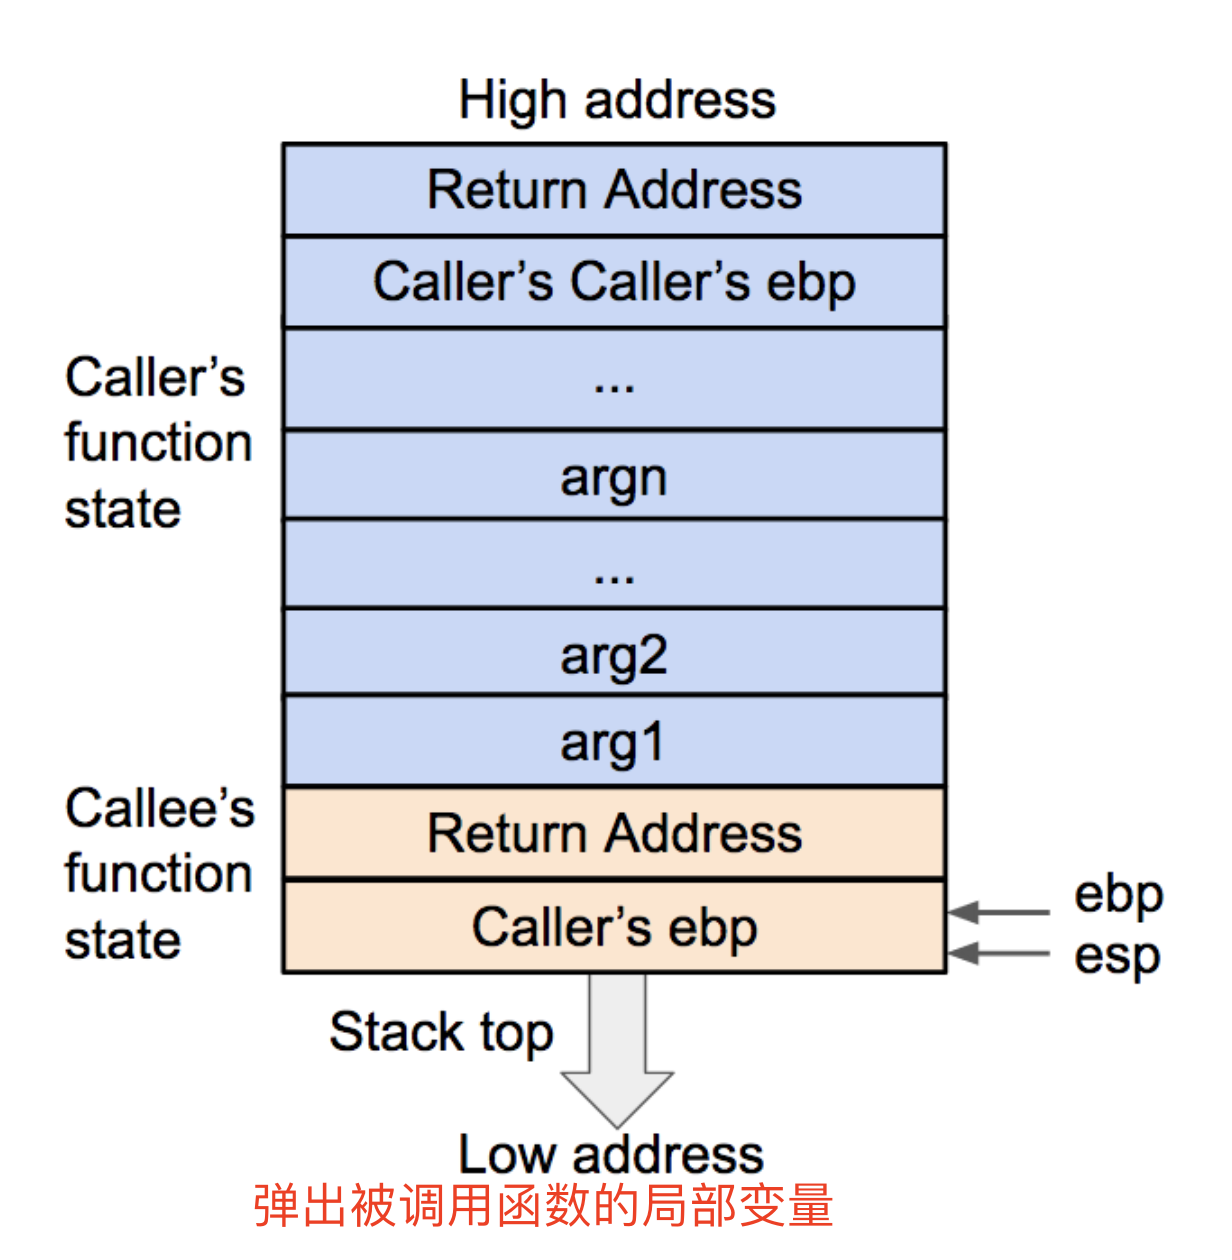 High address
Return Address
Caller’s Caller’s ebp
...
Caller’s
function
state
argn
...
arg2
arg1
Callee’s
function
state
Return Address
Caller’s ebp
ebp
esp
Stack top
Low address
弹出被调用函数的局部变量